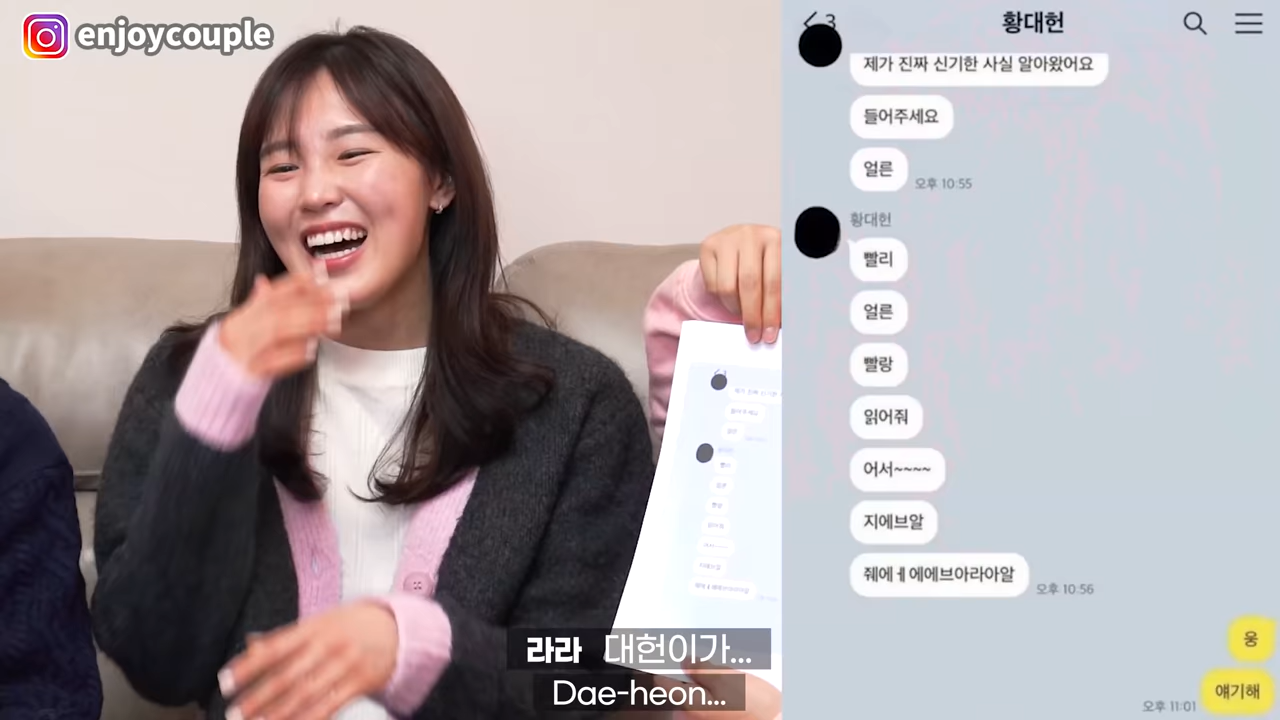 enjoycouple
3
황대헌
제가 진짜 신기한 사실 알아왔어요
들어주세요
얼른
오후 10:55
황대헌
빨리
얼른
빨랑
읽어줘
어서~~~~
지에브알
줴에ㅔ에에브아라아알
오후 10:56
웅
얘기해
오후 11:01
라라 대헌이가...
Dae-heon...